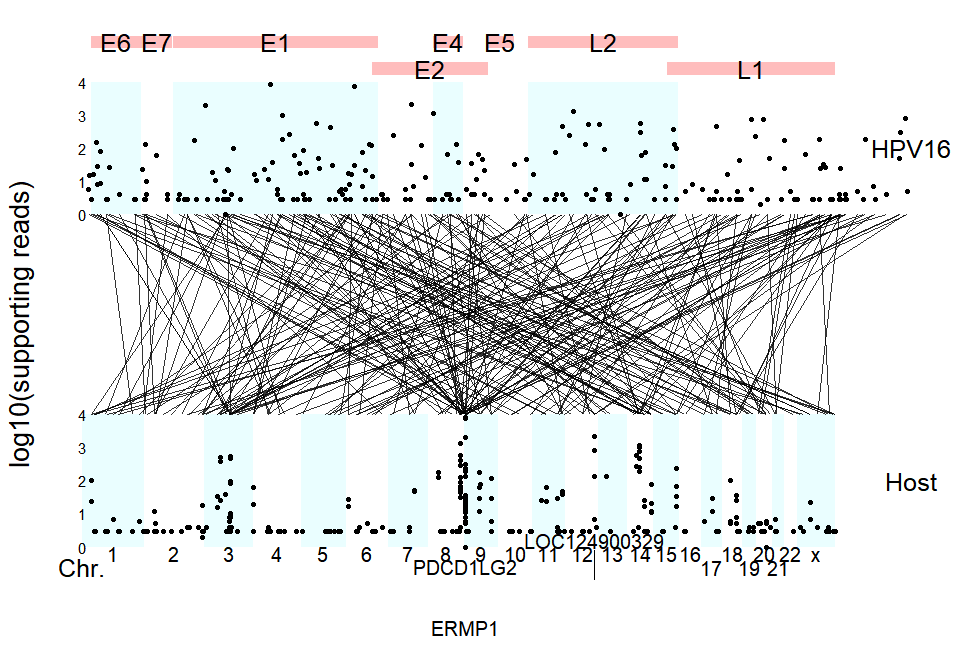 E6 E7 E1 E4 E5 L2
E2 L1
4
3
2
1
0
HPV16
log10(supporting reads)
4
3
2
1
0
Host
LOC124900329
1 2 3 4 5 6 7 8 9 10 11 12 13 14 15 16 18 20 22 x
Chr. PDCD1LG2 17 19 21
ERMP1